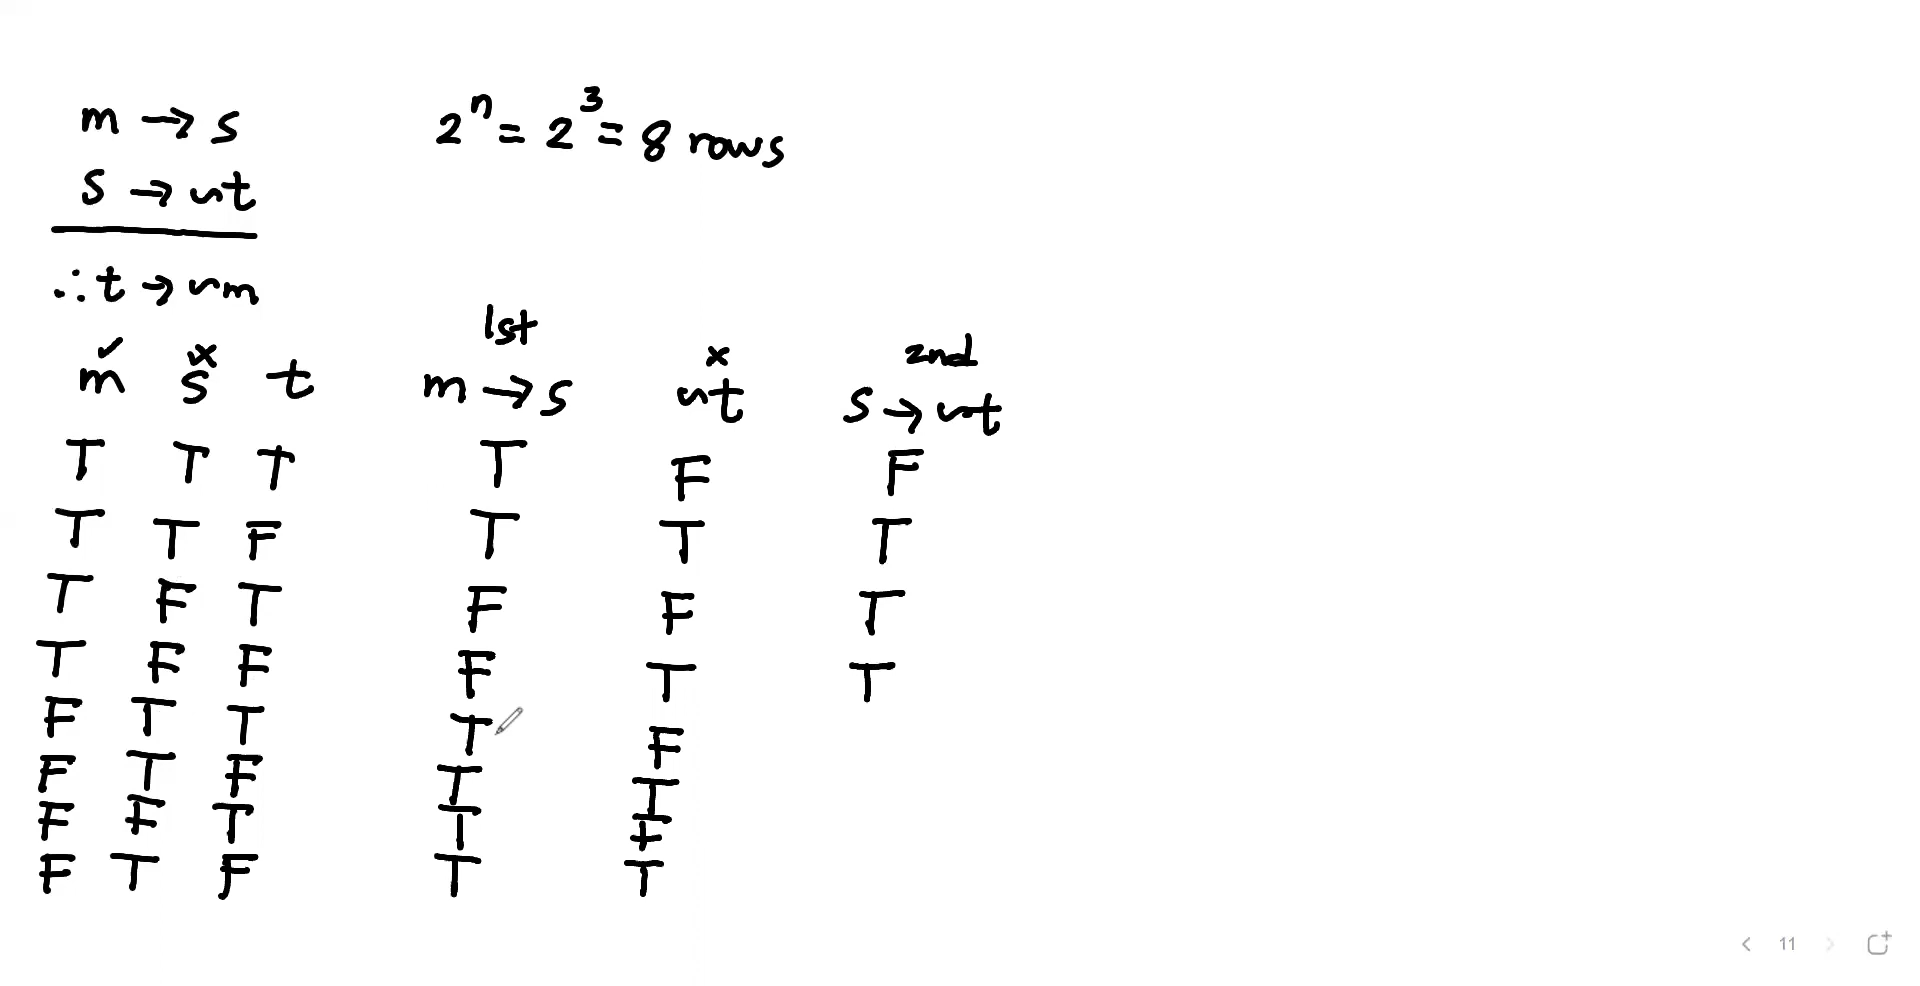 m → s
2ⁿ = 2³ = 8 rows
s → ~t
∴ t → ~m
1st
2nd
✓ x x
m s t m → s ~t s → ~t
T T T T F F
T T F T T T
T F T F F T
T F F F T T
F T T T F
F T F T T
F F T T F
F T F T T
11